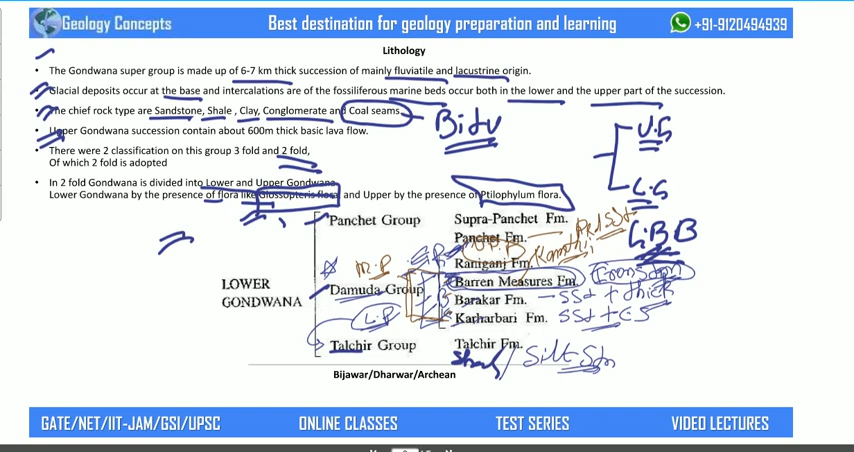 Geology Concepts
Best destination for geology preparation and learning
+91-9120494939
Lithology
• The Gondwana super group is made up of 6-7 km thick succession of mainly fluviatile and lacustrine origin.
• Glacial deposits occur at the base and intercalations are of the fossiliferous marine beds occur both in the lower and the upper part of the succession.
• The chief rock type are Sandstone, Shale , Clay, Conglomerate and Coal seams.
Bitu
• Upper Gondwana succession contain about 600m thick basic lava flow.
U.G
• There were 2 classification on this group 3 fold and 2 fold,
Of which 2 fold is adopted
• In 2 fold Gondwana is divided into Lower and Upper Gondwana
L.G
Lower Gondwana by the presence of flora like Glossopteris flora and Upper by the presence of Ptilophylum flora.
Panchet Group Supra-Panchet Fm.
Panchet Fm.
Raniganj Fm. Kamthi
M.P
LOWER
GONDWANA
Damuda Group
Barren Measures Fm.
Barakar Fm. — SSt + thick
L.P
Karharbari Fm. SSt + CS
Talchir Group Talchir Fm.
Shale / Silt Stn
Bijawar/Dharwar/Archean
GATE/NET/IIT-JAM/GSI/UPSC ONLINE CLASSES TEST SERIES VIDEO LECTURES